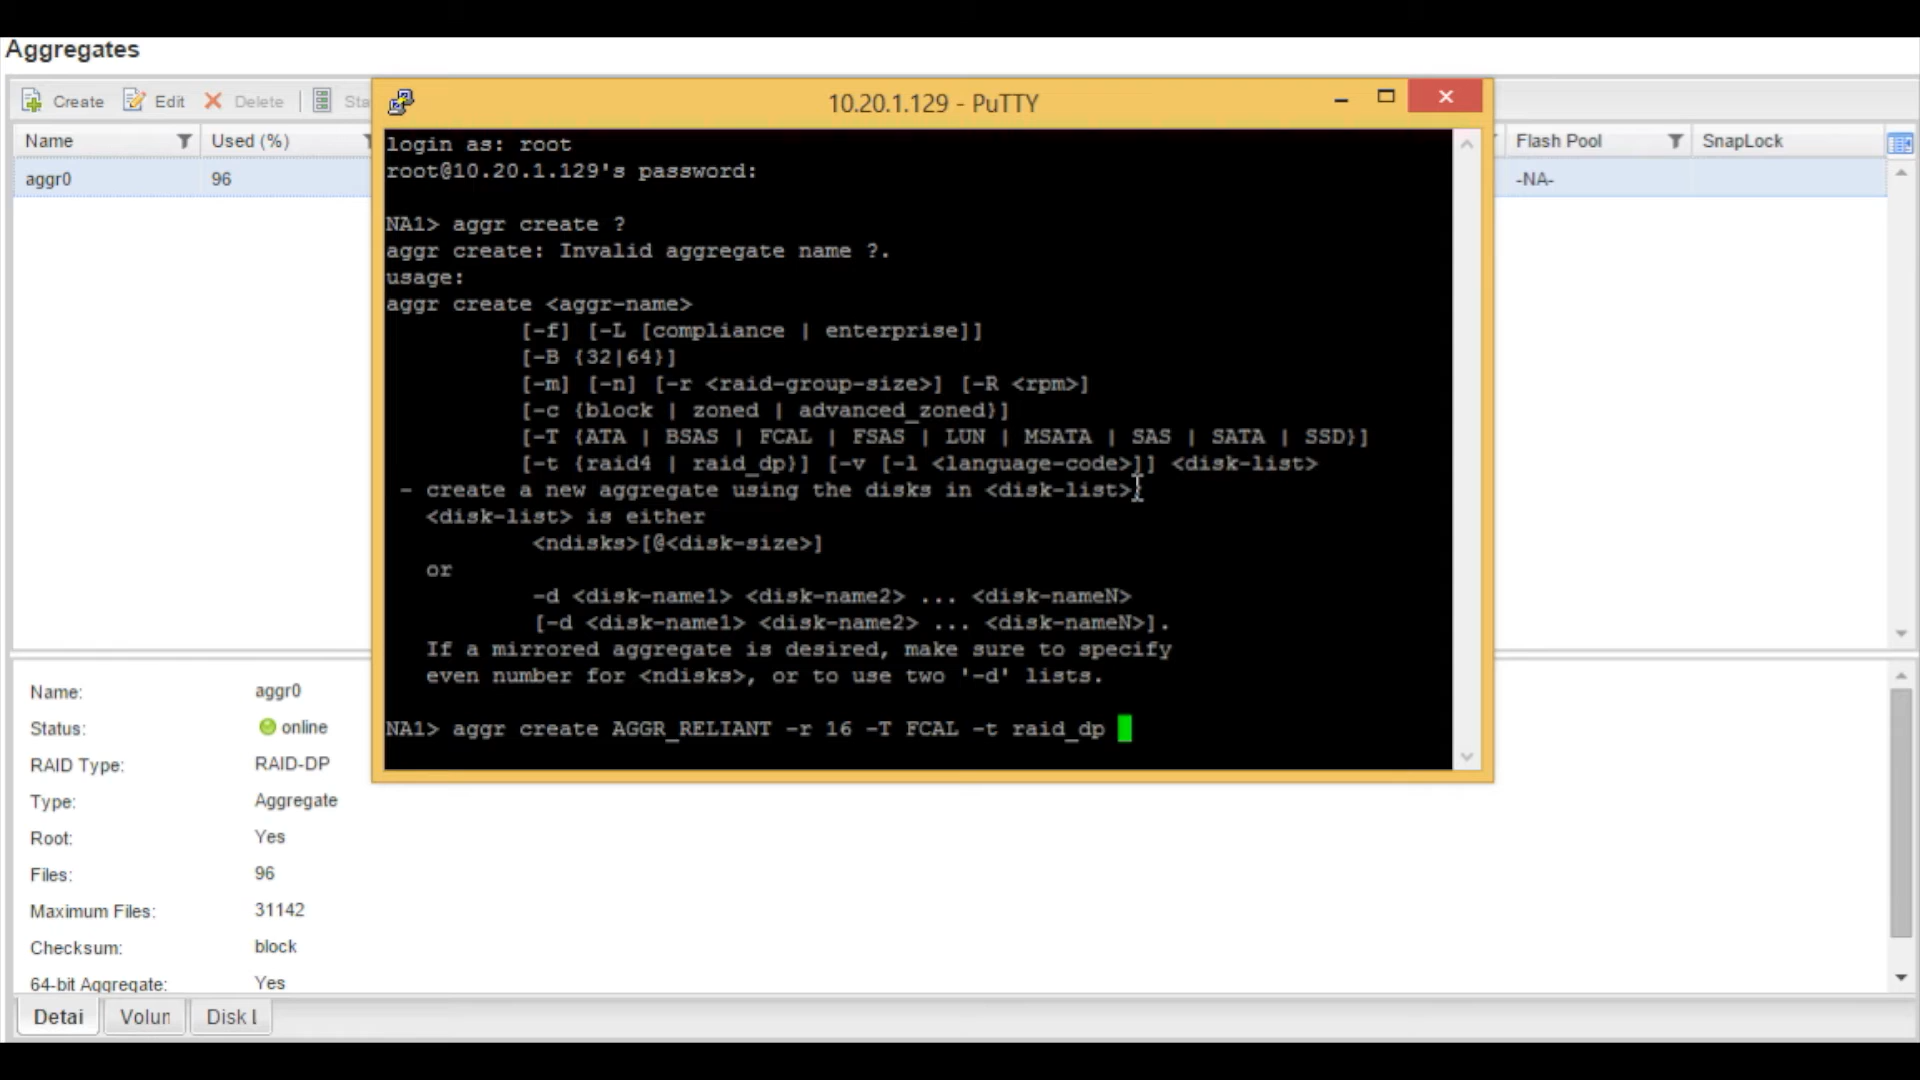 Aggregates
Create Edit Delete Sta
Name Used (%) Flash Pool SnapLock
aggr0 96 -NA-
10.20.1.129 - PuTTY
login as: root
root@10.20.1.129's password:
NA1> aggr create ?
aggr create: Invalid aggregate name ?.
usage:
aggr create <aggr-name>
[-f] [-L [compliance | enterprise]]
[-B {32|64}]
[-m] [-n] [-r <raid-group-size>] [-R <rpm>]
[-c {block | zoned | advanced_zoned}]
[-T {ATA | BSAS | FCAL | FSAS | LUN | MSATA | SAS | SATA | SSD}]
[-t {raid4 | raid_dp}] [-v [-l <language-code>]] <disk-list>
- create a new aggregate using the disks in <disk-list>;
<disk-list> is either
<ndisks>[@<disk-size>]
or
-d <disk-name1> <disk-name2> ... <disk-nameN>
[-d <disk-name1> <disk-name2> ... <disk-nameN>].
If a mirrored aggregate is desired, make sure to specify
even number for <ndisks>, or to use two '-d' lists.
NA1> aggr create AGGR_RELIANT -r 16 -T FCAL -t raid_dp
Name: aggr0
Status: online
RAID Type: RAID-DP
Type: Aggregate
Root: Yes
Files: 96
Maximum Files: 31142
Checksum: block
64-bit Aggregate: Yes
Detai Volun Disk L